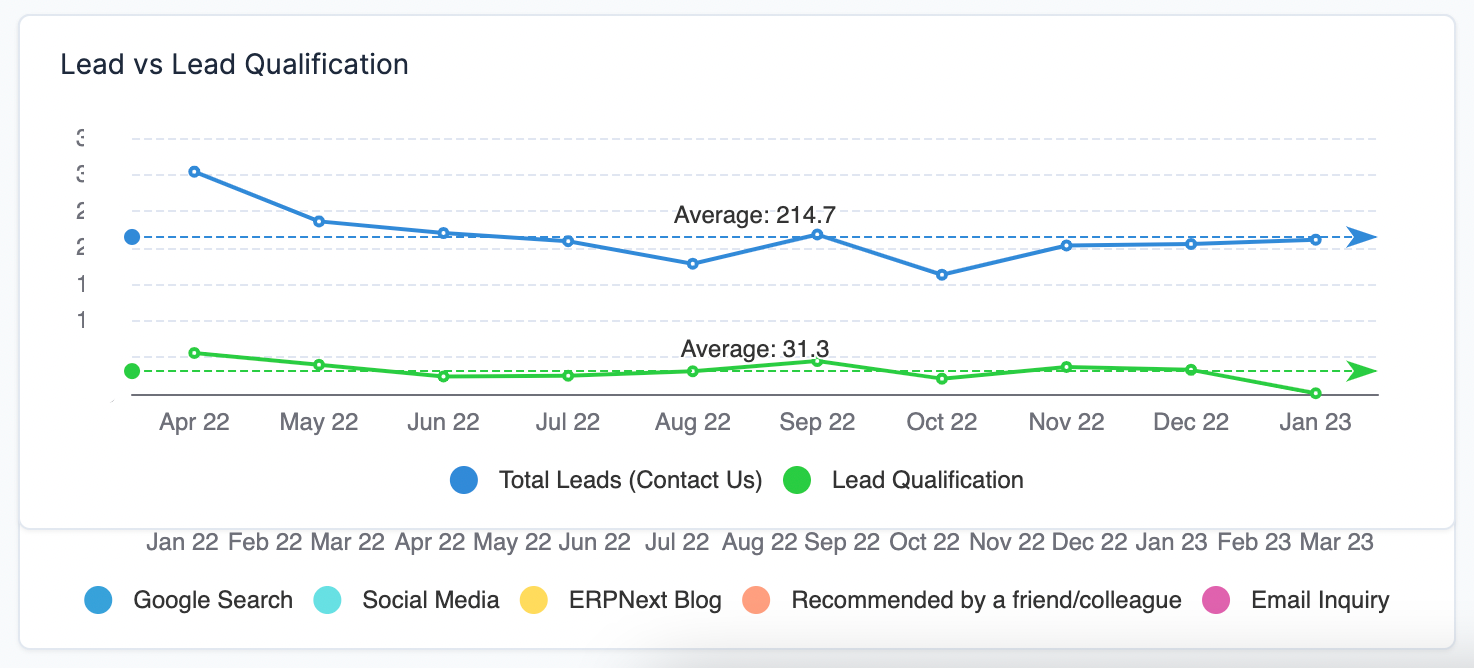 Lead vs Lead Qualification
3
3
2
2
1
1
Average: 214.7
Average: 31.3
Apr 22 May 22 Jun 22 Jul 22 Aug 22 Sep 22 Oct 22 Nov 22 Dec 22 Jan 23
Total Leads (Contact Us) Lead Qualification
Jan 22 Feb 22 Mar 22 Apr 22 May 22 Jun 22 Jul 22 Aug 22 Sep 22 Oct 22 Nov 22 Dec 22 Jan 23 Feb 23 Mar 23
Google Search Social Media ERPNext Blog Recommended by a friend/colleague Email Inquiry